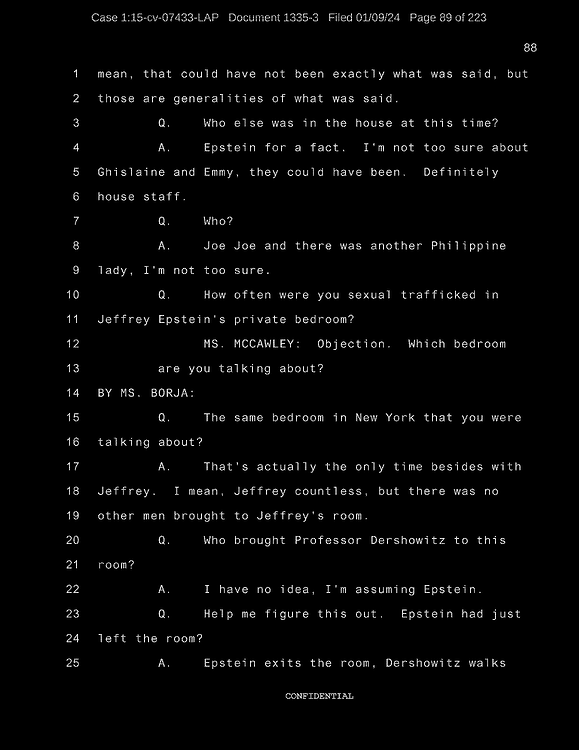 Case 1:15-cv-07433-LAP   Document 1335-3   Filed 01/09/24   Page 89 of 223
88
1 mean, that could have not been exactly what was said, but
2 those are generalities of what was said.
3 Q. Who else was in the house at this time?
4 A. Epstein for a fact. I'm not too sure about
5 Ghislaine and Emmy, they could have been. Definitely
6 house staff.
7 Q. Who?
8 A. Joe Joe and there was another Philippine
9 lady, I'm not too sure.
10 Q. How often were you sexual trafficked in
11 Jeffrey Epstein's private bedroom?
12 MS. MCCAWLEY: Objection. Which bedroom
13 are you talking about?
14 BY MS. BORJA:
15 Q. The same bedroom in New York that you were
16 talking about?
17 A. That's actually the only time besides with
18 Jeffrey. I mean, Jeffrey countless, but there was no
19 other men brought to Jeffrey's room.
20 Q. Who brought Professor Dershowitz to this
21 room?
22 A. I have no idea, I'm assuming Epstein.
23 Q. Help me figure this out. Epstein had just
24 left the room?
25 A. Epstein exits the room, Dershowitz walks
CONFIDENTIAL